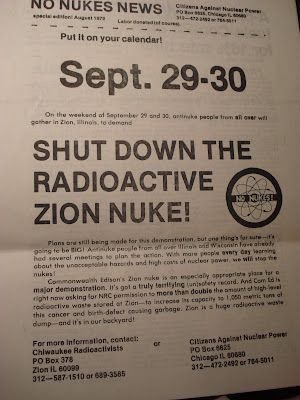 NO NUKES NEWS
special edition! August 1979
Labor donated (of course).
Citizens Against Nuclear Power
PO Box 6625, Chicago IL 60680
312—472-2492 or 764-5011
Put it on your calendar!
Sept. 29-30
On the weekend of September 29 and 30, antinuke people from all over will
gather in Zion, Illinois, to demand
SHUT DOWN THE
RADIOACTIVE
ZION NUKE!
NO NUKES!
Plans are still being made for this demonstration, but one thing's for sure—it's
going to be BIG! Antinuke people from all over Illinois and Wisconsin have already
had several meetings to plan the action. With more people every day learning
about the unacceptable hazards and high costs of nuclear power, we will stop the
nukes!
Commonwealth Edison's Zion nuke is an especially appropriate place for a
major demonstration. It's got a truly terrifying (un)safety record. And Com Ed is
right now asking for NRC permission to more than double the amount of high-level
radioactive waste stored at Zion—to increase its capacity to 1,050 metric tons of
this cancer and birth-defect causing garbage. Zion is a huge radioactive waste
dump—and it's in our backyard!
For more information, contact:
Chiwaukee Radioactivists
PO Box 378
Zion IL 60099
312—587-1510 or 689-3585
or
Citizens Against Nuclear Power
PO Box 6625
Chicago IL 60680
312—472-2492 or 764-5011